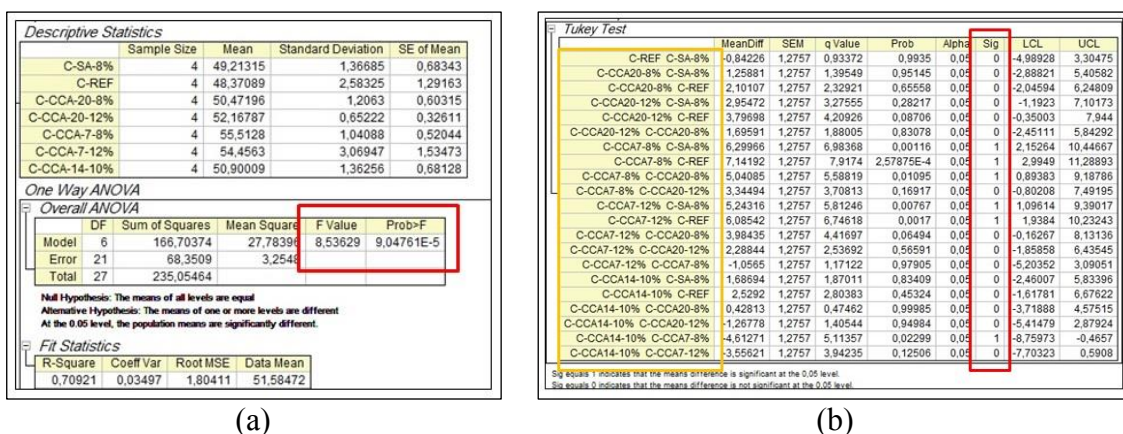 Descriptive Statistics
Sample Size Mean Standard Deviation SE of Mean
C-SA-8% 4 49,21315 1,36685 0,68343
C-REF 4 48,37089 2,58325 1,29163
C-CCA-20-8% 4 50,47196 1,2063 0,60315
C-CCA-20-12% 4 52,16787 0,65222 0,32611
C-CCA-7-8% 4 55,5128 1,04088 0,52044
C-CCA-7-12% 4 54,4563 3,06947 1,53473
C-CCA-14-10% 4 50,90009 1,36256 0,68128
One Way ANOVA
Overall ANOVA
DF Sum of Squares Mean Square F Value Prob>F
Model 6 166,70374 27,78396 8,53629 9,04761E-5
Error 21 68,3509 3,2548
Total 27 235,05464
Null Hypothesis: The means of all levels are equal
Alternative Hypothesis: The means of one or more levels are different
At the 0.05 level, the population means are significantly different.
Fit Statistics
R-Square Coeff Var Root MSE Data Mean
0,70921 0,03497 1,80411 51,58472
(a)
Tukey Test
MeanDiff SEM q Value Prob Alpha Sig LCL UCL
C-REF C-SA-8% -0,84226 1,2757 0,93372 0,9935 0,05 0 -4,98928 3,30475
C-CCA20-8% C-SA-8% 1,25881 1,2757 1,39549 0,95145 0,05 0 -2,88821 5,40582
C-CCA20-8% C-REF 2,10107 1,2757 2,32921 0,65558 0,05 0 -2,04594 6,24809
C-CCA20-12% C-SA-8% 2,95472 1,2757 3,27555 0,28217 0,05 0 -1,1923 7,10173
C-CCA20-12% C-REF 3,79698 1,2757 4,20926 0,08706 0,05 0 -0,35003 7,944
C-CCA20-12% C-CCA20-8% 1,69591 1,2757 1,88005 0,83078 0,05 0 -2,45111 5,84292
C-CCA7-8% C-SA-8% 6,29966 1,2757 6,98368 0,00116 0,05 1 2,15264 10,44667
C-CCA7-8% C-REF 7,14192 1,2757 7,9174 2,57875E-4 0,05 1 2,9949 11,28893
C-CCA7-8% C-CCA20-8% 5,04085 1,2757 5,58819 0,01095 0,05 1 0,89383 9,18786
C-CCA7-8% C-CCA20-12% 3,34494 1,2757 3,70813 0,16917 0,05 0 -0,80208 7,49195
C-CCA7-12% C-SA-8% 5,24316 1,2757 5,81246 0,00767 0,05 1 1,09614 9,39017
C-CCA7-12% C-REF 6,08542 1,2757 6,74618 0,0017 0,05 1 1,9384 10,23243
C-CCA7-12% C-CCA20-8% 3,98435 1,2757 4,41697 0,06494 0,05 0 -0,16267 8,13136
C-CCA7-12% C-CCA20-12% 2,28844 1,2757 2,53692 0,56591 0,05 0 -1,85858 6,43545
C-CCA7-12% C-CCA7-8% -1,0565 1,2757 1,17122 0,97905 0,05 0 -5,20352 3,09051
C-CCA14-10% C-SA-8% 1,68694 1,2757 1,87011 0,83409 0,05 0 -2,46007 5,83396
C-CCA14-10% C-REF 2,5292 1,2757 2,80383 0,45324 0,05 0 -1,61781 6,67622
C-CCA14-10% C-CCA20-8% 0,42813 1,2757 0,47462 0,99985 0,05 0 -3,71888 4,57515
C-CCA14-10% C-CCA20-12% -1,26778 1,2757 1,40544 0,94984 0,05 0 -5,41479 2,87924
C-CCA14-10% C-CCA7-8% -4,61271 1,2757 5,11357 0,02299 0,05 1 -8,75973 -0,4657
C-CCA14-10% C-CCA7-12% -3,55621 1,2757 3,94235 0,12506 0,05 0 -7,70323 0,5908
Sig equals 1 indicates that the means difference is significant at the 0,05 level.
Sig equals 0 indicates that the means difference is not significant at the 0,05 level.
(b)